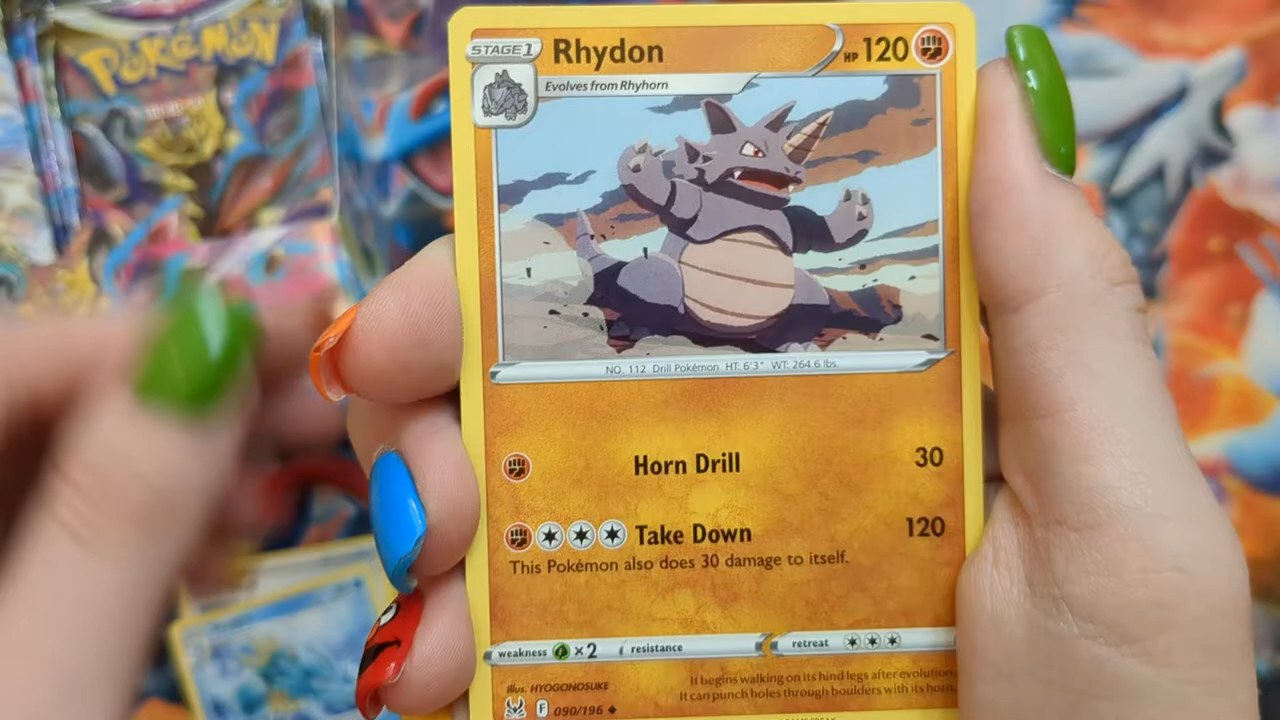 POKéMON
STAGE 1 Rhydon HP 120
Evolves from Rhyhorn
NO. 112 Drill Pokémon HT: 6'3" WT: 264.6 lbs.
Horn Drill 30
Take Down 120
This Pokémon also does 30 damage to itself.
weakness ×2 resistance retreat
Illus. HYOGONOSUKE
It begins walking on its hind legs after evolution.
It can punch holes through boulders with its horn.
F 090/196